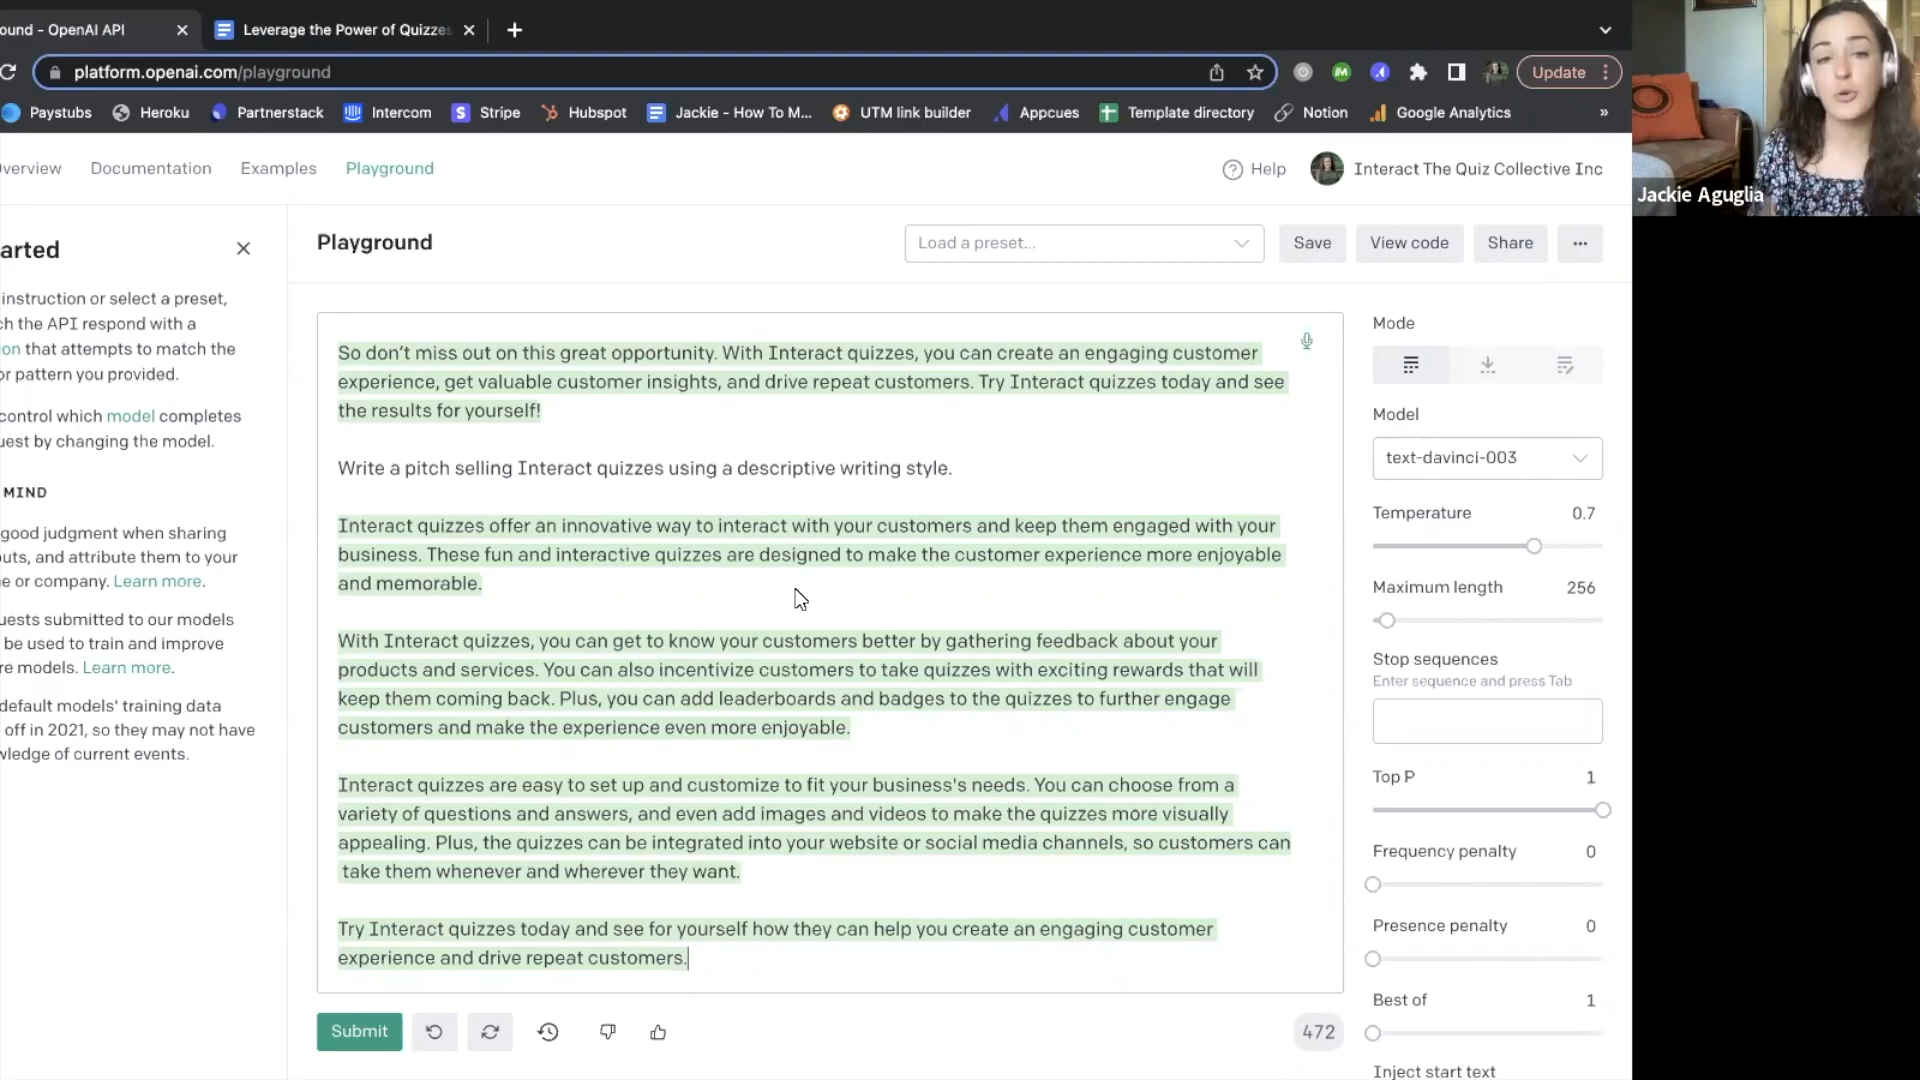 ound - OpenAI API
Leverage the Power of Quizzes
platform.openai.com/playground
Update
Paystubs
Heroku
Partnerstack
Intercom
Stripe
Hubspot
Jackie - How To M...
UTM link builder
Appcues
Template directory
Notion
Google Analytics
»
Jackie Aguglia
Overview
Documentation
Examples
Playground
Help
Interact The Quiz Collective Inc
arted
instruction or select a preset,
ch the API respond with a
on that attempts to match the
or pattern you provided.
control which model completes
uest by changing the model.
MIND
good judgment when sharing
outs, and attribute them to your
e or company. Learn more.
uests submitted to our models
be used to train and improve
re models. Learn more.
default models' training data
off in 2021, so they may not have
wledge of current events.
Playground
Load a preset...
Save
View code
Share
...
So don't miss out on this great opportunity. With Interact quizzes, you can create an engaging customer
experience, get valuable customer insights, and drive repeat customers. Try Interact quizzes today and see
the results for yourself!
Write a pitch selling Interact quizzes using a descriptive writing style.
Interact quizzes offer an innovative way to interact with your customers and keep them engaged with your
business. These fun and interactive quizzes are designed to make the customer experience more enjoyable
and memorable.
With Interact quizzes, you can get to know your customers better by gathering feedback about your
products and services. You can also incentivize customers to take quizzes with exciting rewards that will
keep them coming back. Plus, you can add leaderboards and badges to the quizzes to further engage
customers and make the experience even more enjoyable.
Interact quizzes are easy to set up and customize to fit your business's needs. You can choose from a
variety of questions and answers, and even add images and videos to make the quizzes more visually
appealing. Plus, the quizzes can be integrated into your website or social media channels, so customers can
take them whenever and wherever they want.
Try Interact quizzes today and see for yourself how they can help you create an engaging customer
experience and drive repeat customers.
Submit
472
Mode
Model
text-davinci-003
Temperature 0.7
Maximum length 256
Stop sequences
Enter sequence and press Tab
Top P 1
Frequency penalty 0
Presence penalty 0
Best of 1
Inject start text